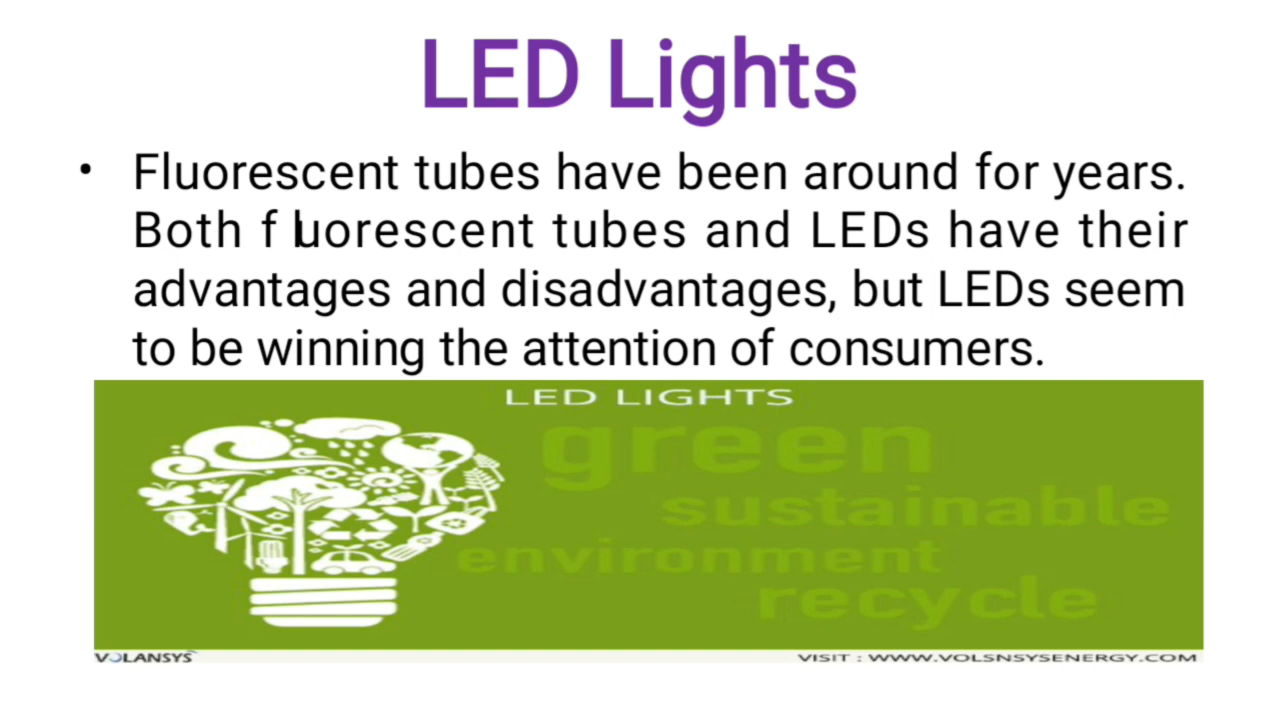 LED Lights
• Fluorescent tubes have been around for years.
Both fluorescent tubes and LEDs have their
advantages and disadvantages, but LEDs seem
to be winning the attention of consumers.
LED LIGHTS
green
sustainable
environment
recycle
VOLANSYS
VISIT : WWW.VOLSNSYSENERGY.COM